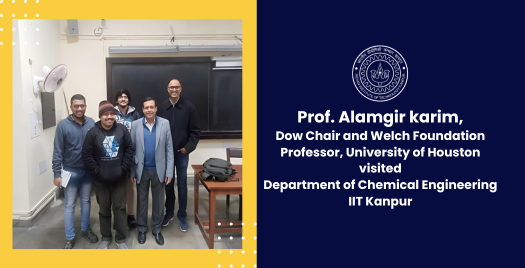 Prof. Alamgir karim,
Dow Chair and Welch Foundation
Professor, University of Houston
visited
Department of Chemical Engineering
IIT Kanpur